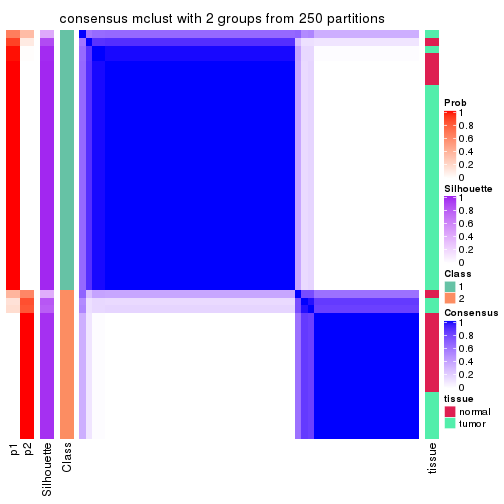 consensus mclust with 2 groups from 250 partitions
Prob
1
0.8
0.6
0.4
0.2
0
Silhouette
1
0.8
0.6
0.4
0.2
0
Class
1
2
Consensus
1
0.8
0.6
0.4
0.2
0
tissue
normal
tumor
p1
p2
Silhouette
Class
tissue